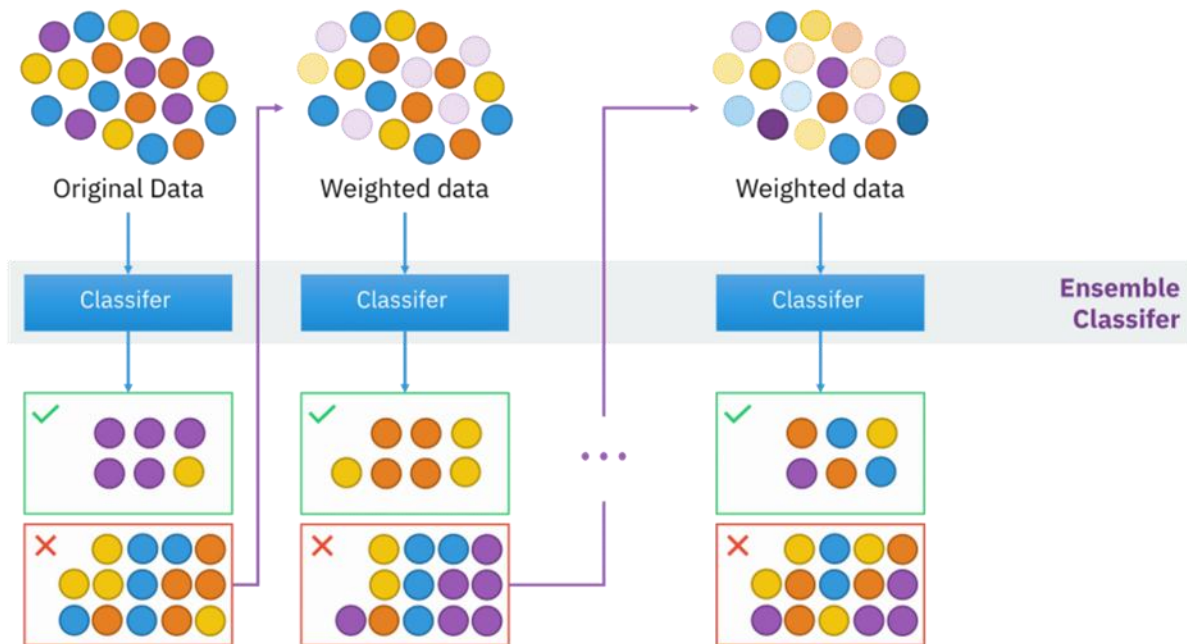 Original Data
Weighted data
Weighted data
Classifer
Classifer
Classifer
Ensemble
Classifer